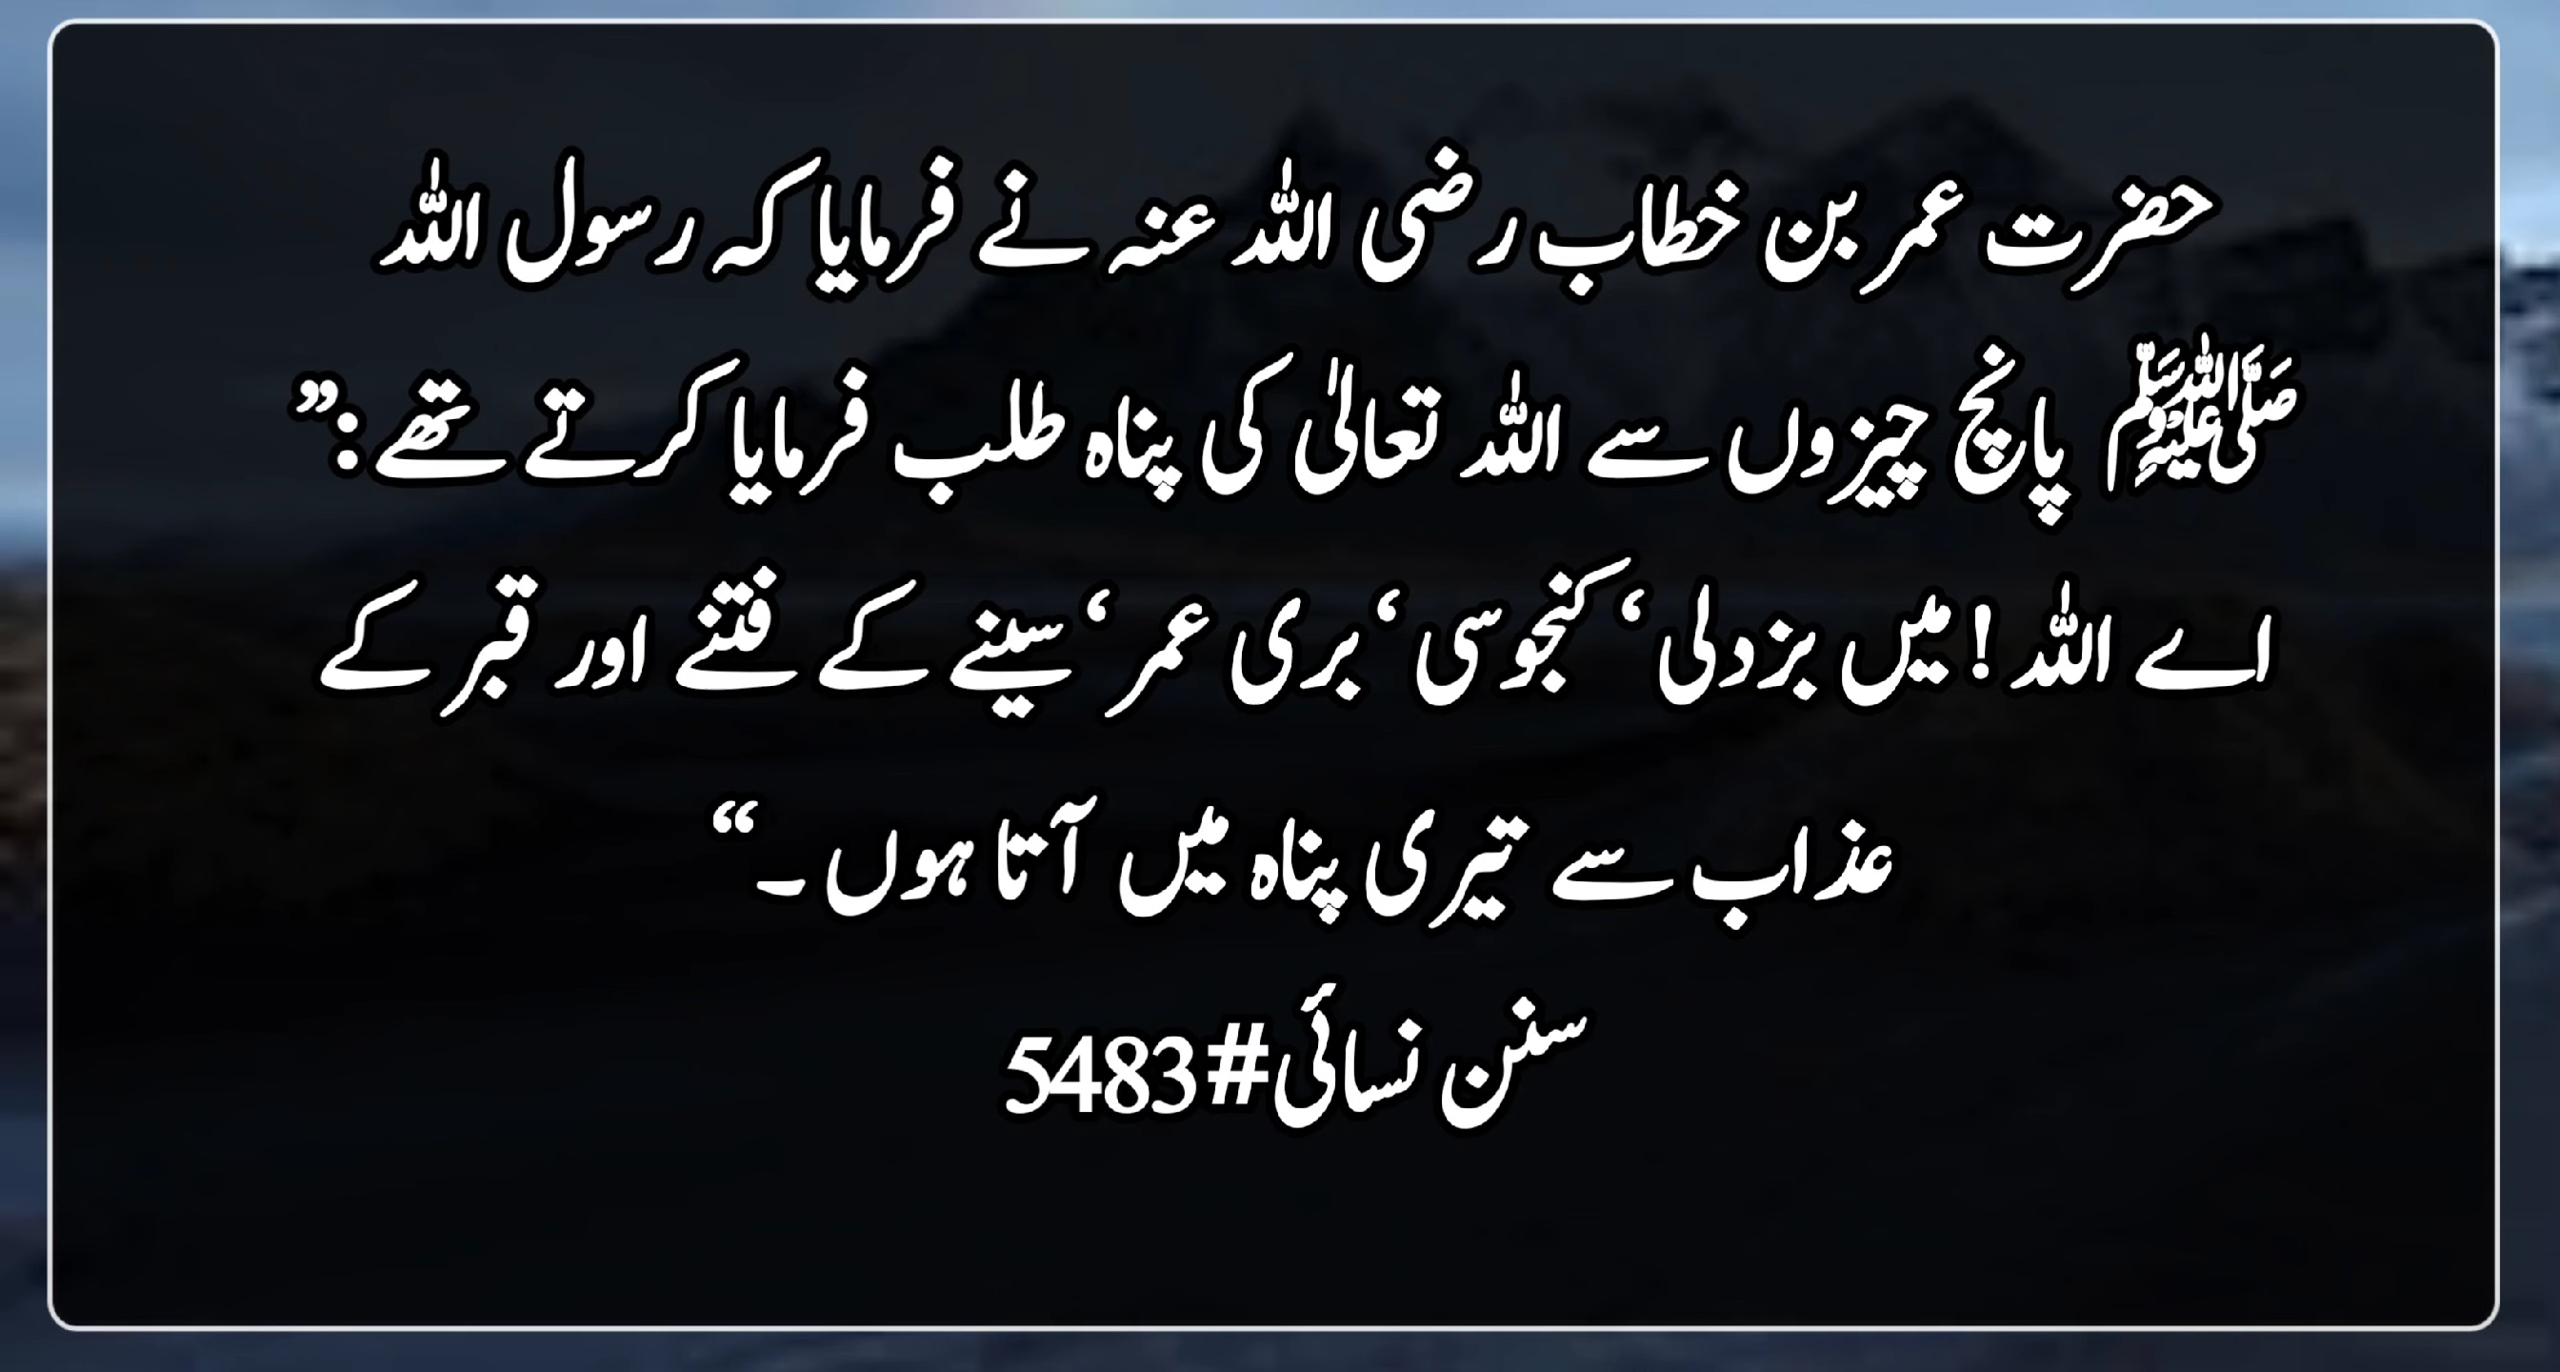 حضرت عمر بن خطاب رضی اللہ عنہ نے فرمایا کہ رسول اللہ
ﷺ پانچ چیزوں سے اللہ تعالیٰ کی پناہ طلب فرمایا کرتے تھے :”
اے اللہ ! میں بزدلی ‘ کنجوسی ‘ بری عمر ‘ سینے کے فتنے اور قبر کے
عذاب سے تیری پناہ میں آتا ہوں ۔“
سنن نسائی#5483